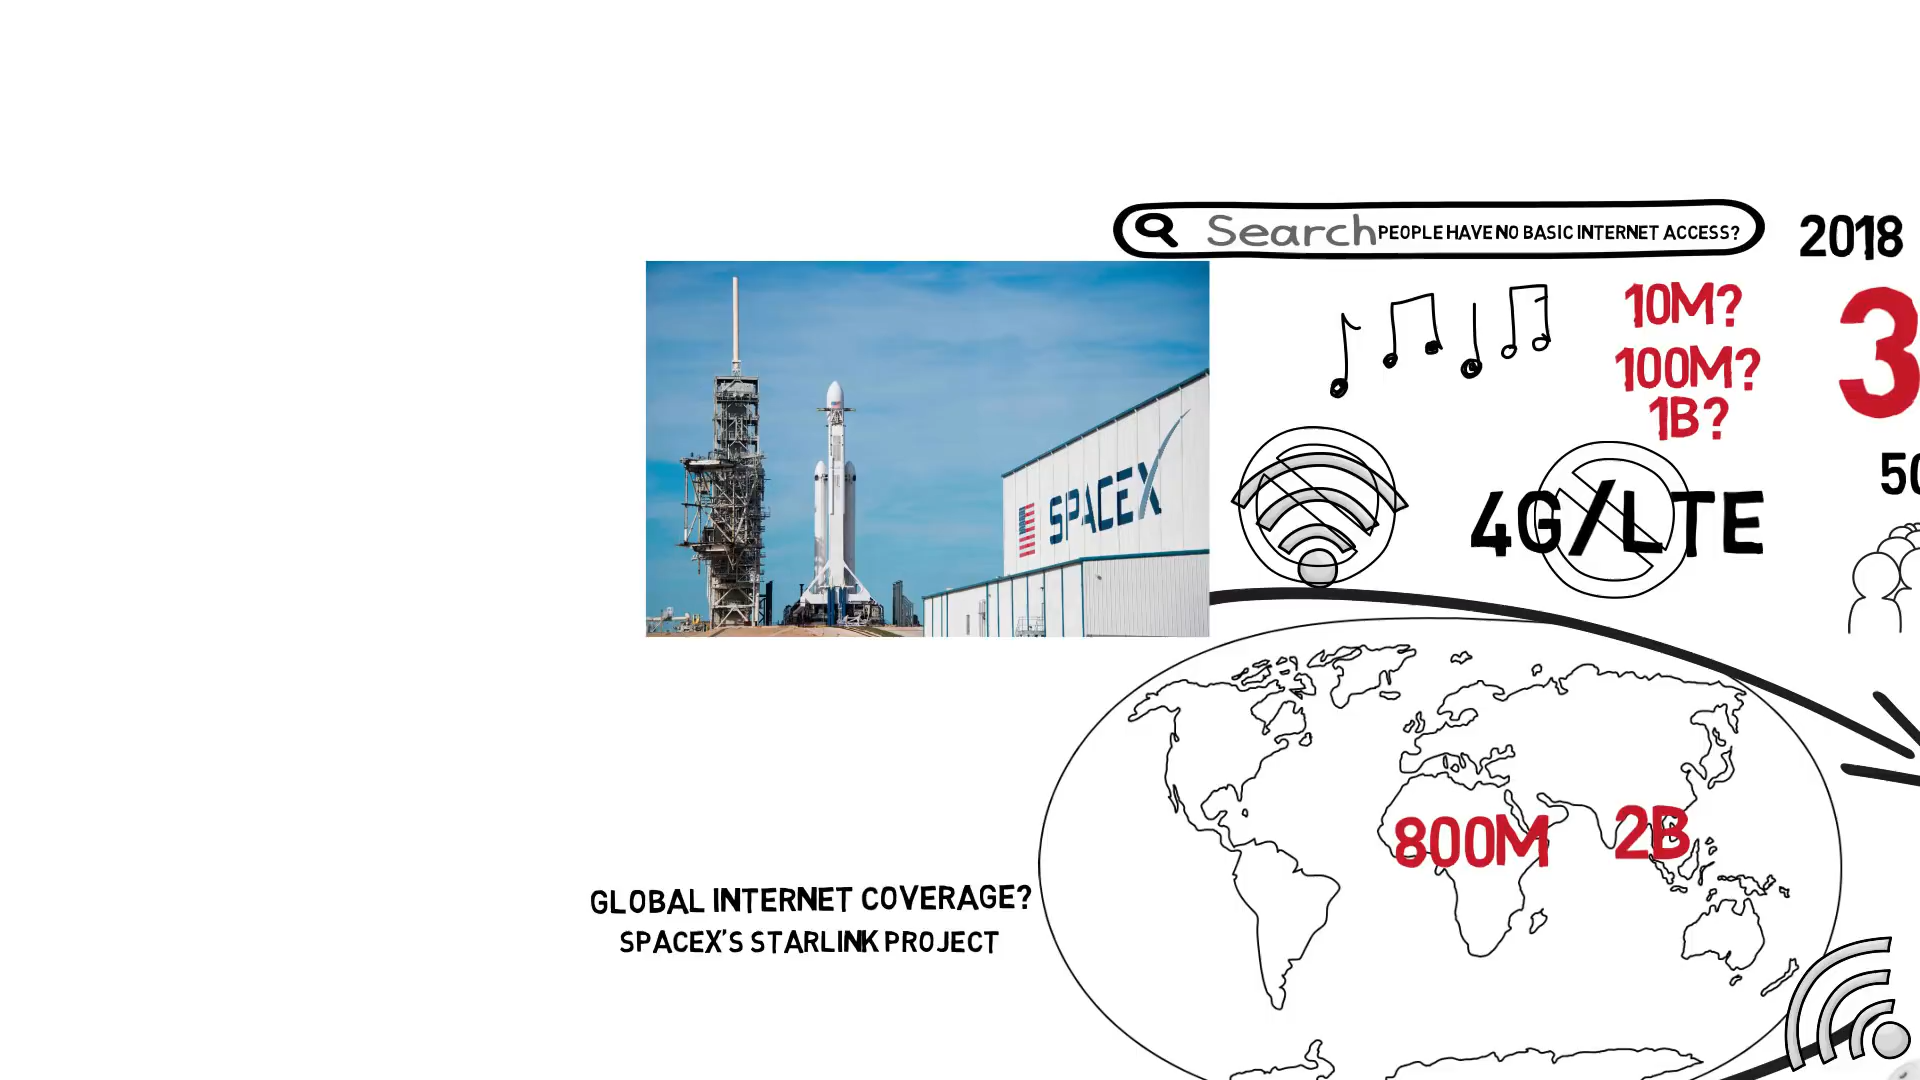 Search PEOPLE HAVE NO BASIC INTERNET ACCESS?
2018
10M?
100M?
1B?
3
SPACEX
4G/LTE
800M
2B
GLOBAL INTERNET COVERAGE?
SPACEX'S STARLINK PROJECT